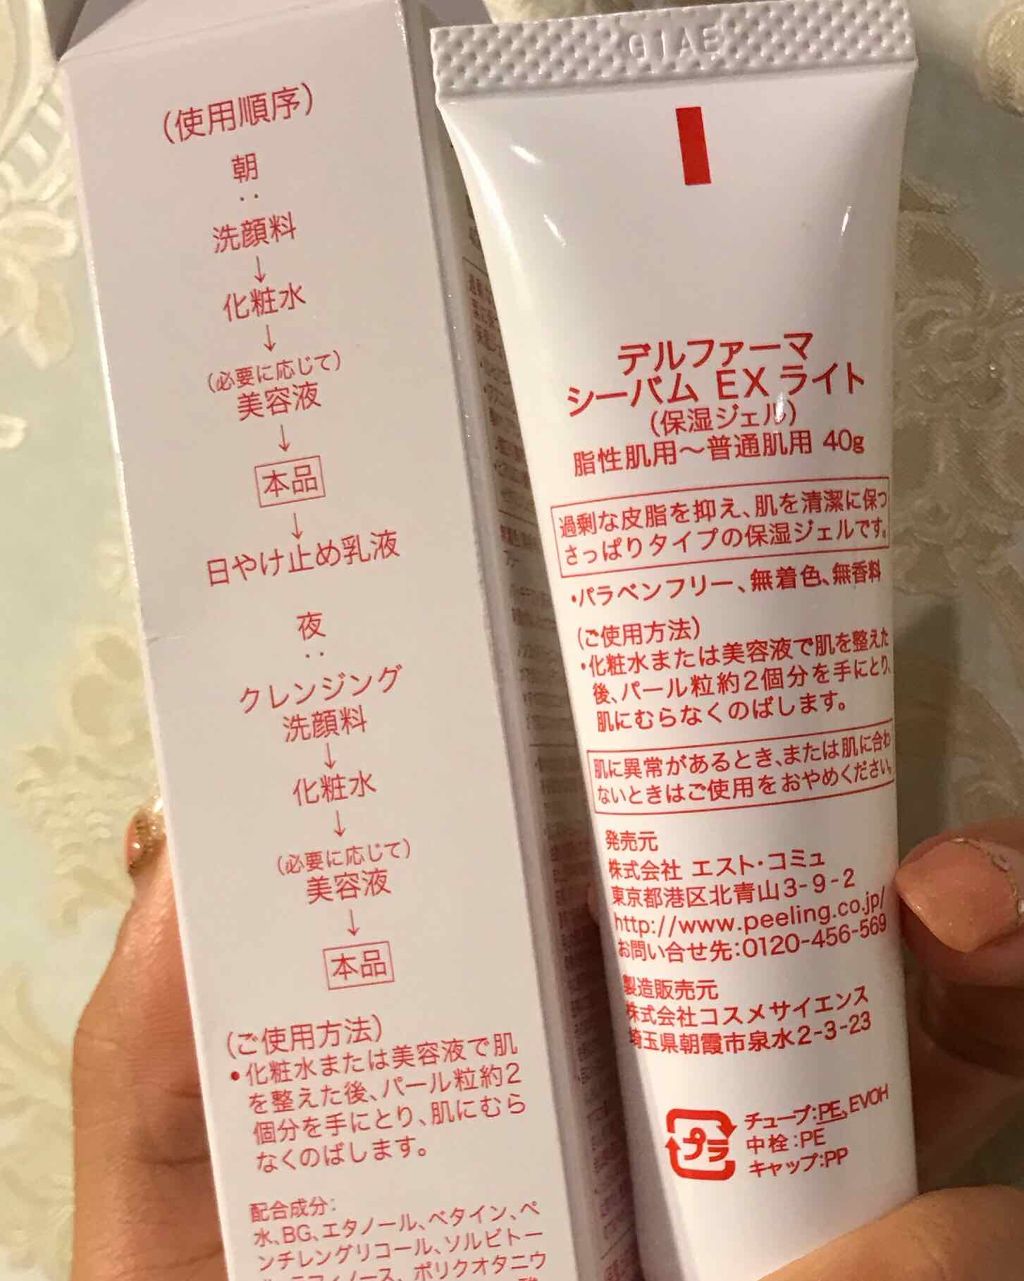 (使用順序)
朝
:
洗顔料
↓
化粧水
↓
(必要に応じて)
美容液
↓
本品
↓
日やけ止め乳液
夜
:
クレンジング
洗顔料
↓
化粧水
↓
(必要に応じて)
美容液
↓
本品
(ご使用方法)
•化粧水または美容液で肌
を整えた後、パール粒約2
個分を手にとり、肌にむら
なくのばします。
配合成分:
水、BG、エタノール、ベタイン、ペ
ンチレングリコール、ソルビトー
ポリクオタニウ
G1AE
デルファーマ
シーバム EX ライト
(保湿ジェル)
脂性肌用〜普通肌用 40g
過剰な皮脂を抑え、肌を清潔に保つ
さっぱりタイプの保湿ジェルです。
・パラベンフリー、無着色、無香料
(ご使用方法)
・化粧水または美容液で肌を整えた
後、パール粒約2個分を手にとり、
肌にむらなくのばします。
肌に異常があるとき、または肌に合わ
ないときはご使用をおやめください。
発売元
株式会社 エスト・コミュ
東京都港区北青山3-9-2
http://www.peeling.co.jp/
お問い合せ先:0120-456-569
製造販売元
株式会社コスメサイエンス
埼玉県朝霞市泉水2-3-23
プラ
チューブ:PE、EVOH
中栓:PE
キャップ:PP